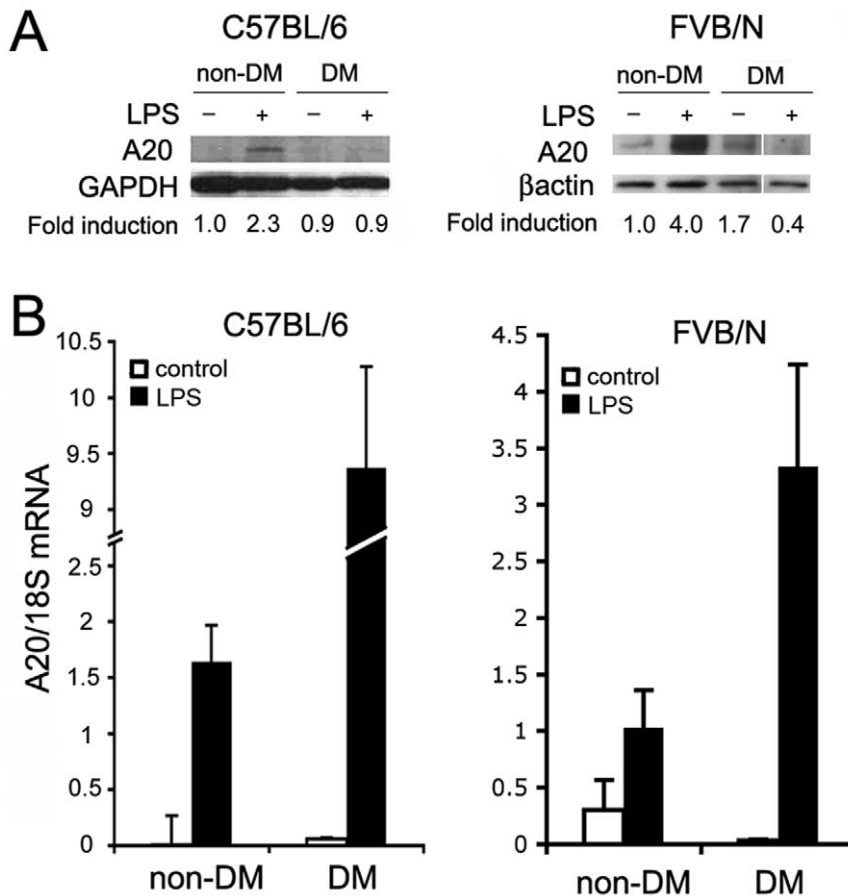 A
C57BL/6
non-DM DM
LPS – + – +
A20
GAPDH
Fold induction 1.0 2.3 0.9 0.9
FVB/N
non-DM DM
LPS – + – +
A20
βactin
Fold induction 1.0 4.0 1.7 0.4
B
C57BL/6
A20/18S mRNA
10.5
10
9.5
9
2.5
2
1.5
1
0.5
0
control
LPS
non-DM DM
FVB/N
4.5
4
3.5
3
2.5
2
1.5
1
0.5
0
control
LPS
non-DM DM